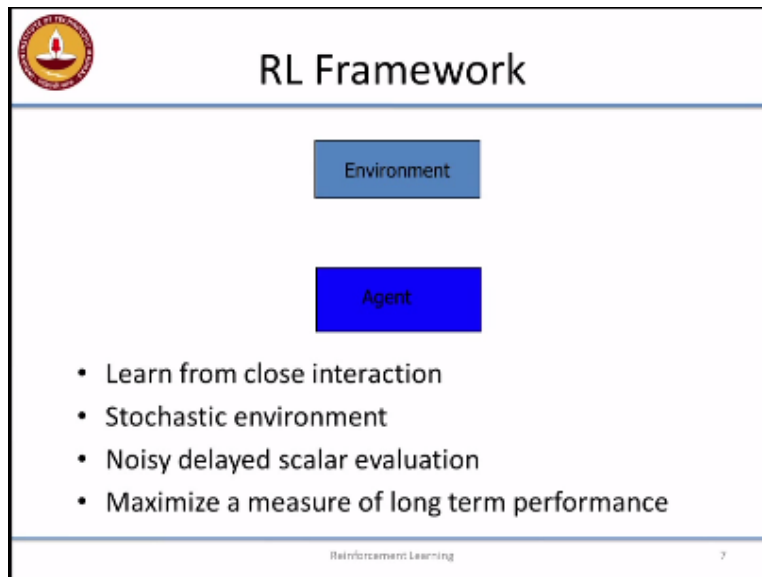 RL Framework
Environment
Agent
• Learn from close interaction
• Stochastic environment
• Noisy delayed scalar evaluation
• Maximize a measure of long term performance
Reinforcement Learning
7